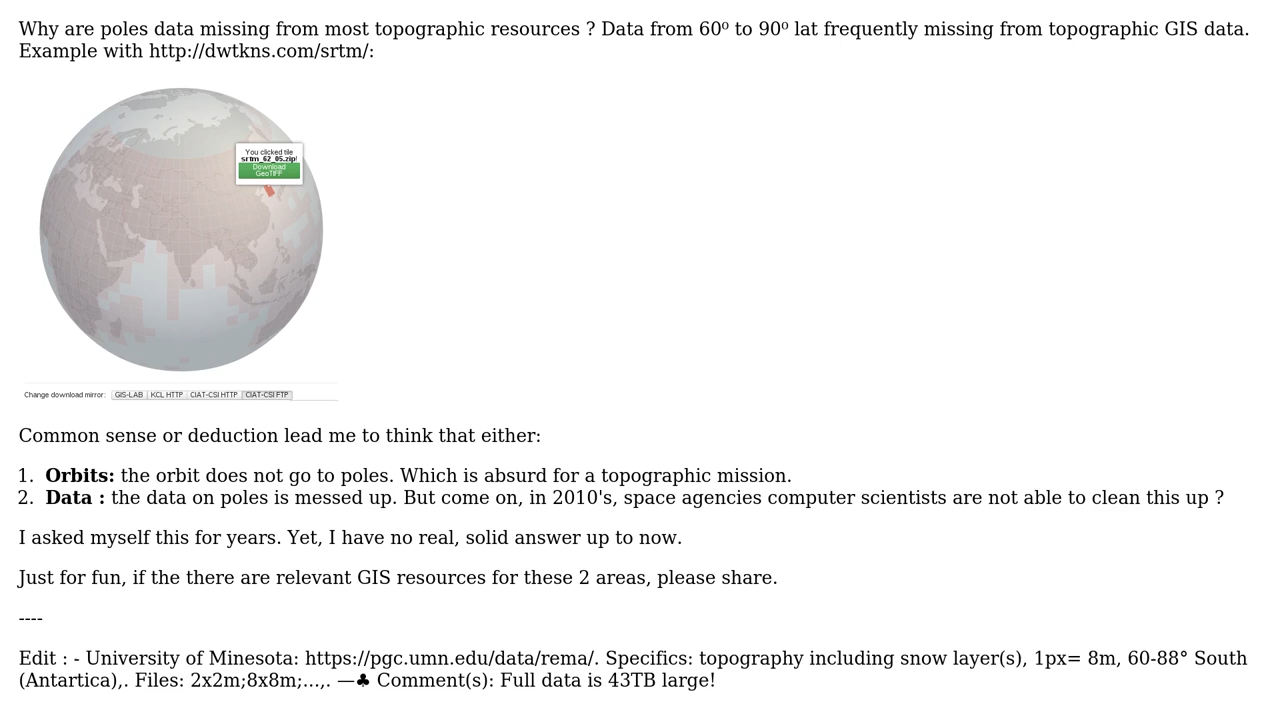 Why are poles data missing from most topographic resources ? Data from 60º to 90º lat frequently missing from topographic GIS data.
Example with http://dwtkns.com/srtm/:
You clicked tile
srtm_62_05.zip!
Download
GeoTIFF
Change download mirror: GIS-LAB KCL HTTP CIAT-CSI HTTP CIAT-CSI FTP
Common sense or deduction lead me to think that either:
1. Orbits: the orbit does not go to poles. Which is absurd for a topographic mission.
2. Data : the data on poles is messed up. But come on, in 2010's, space agencies computer scientists are not able to clean this up ?
I asked myself this for years. Yet, I have no real, solid answer up to now.
Just for fun, if the there are relevant GIS resources for these 2 areas, please share.
----
Edit : - University of Minesota: https://pgc.umn.edu/data/rema/. Specifics: topography including snow layer(s), 1px= 8m, 60-88° South
(Antartica),. Files: 2x2m;8x8m;...,. —♣ Comment(s): Full data is 43TB large!